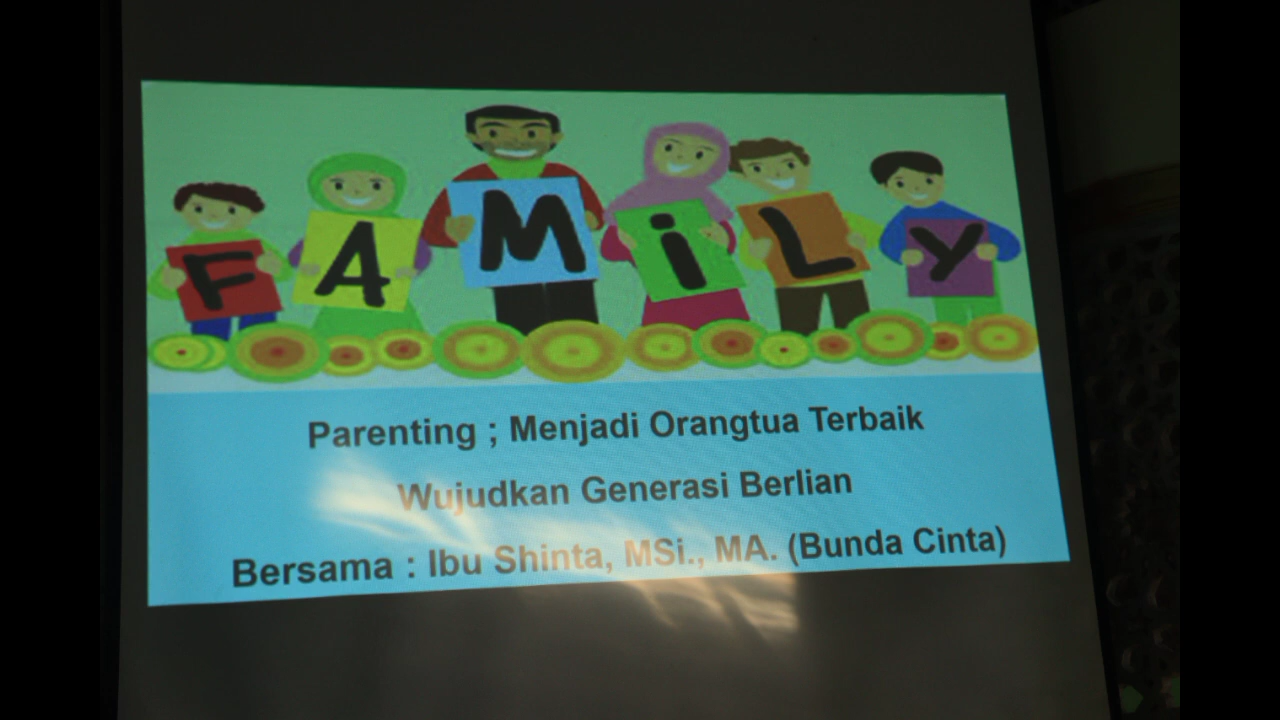 FAMiLY
Parenting ; Menjadi Orangtua Terbaik
Wujudkan Generasi Berlian
Bersama : Ibu Shinta, MSi., MA. (Bunda Cinta)